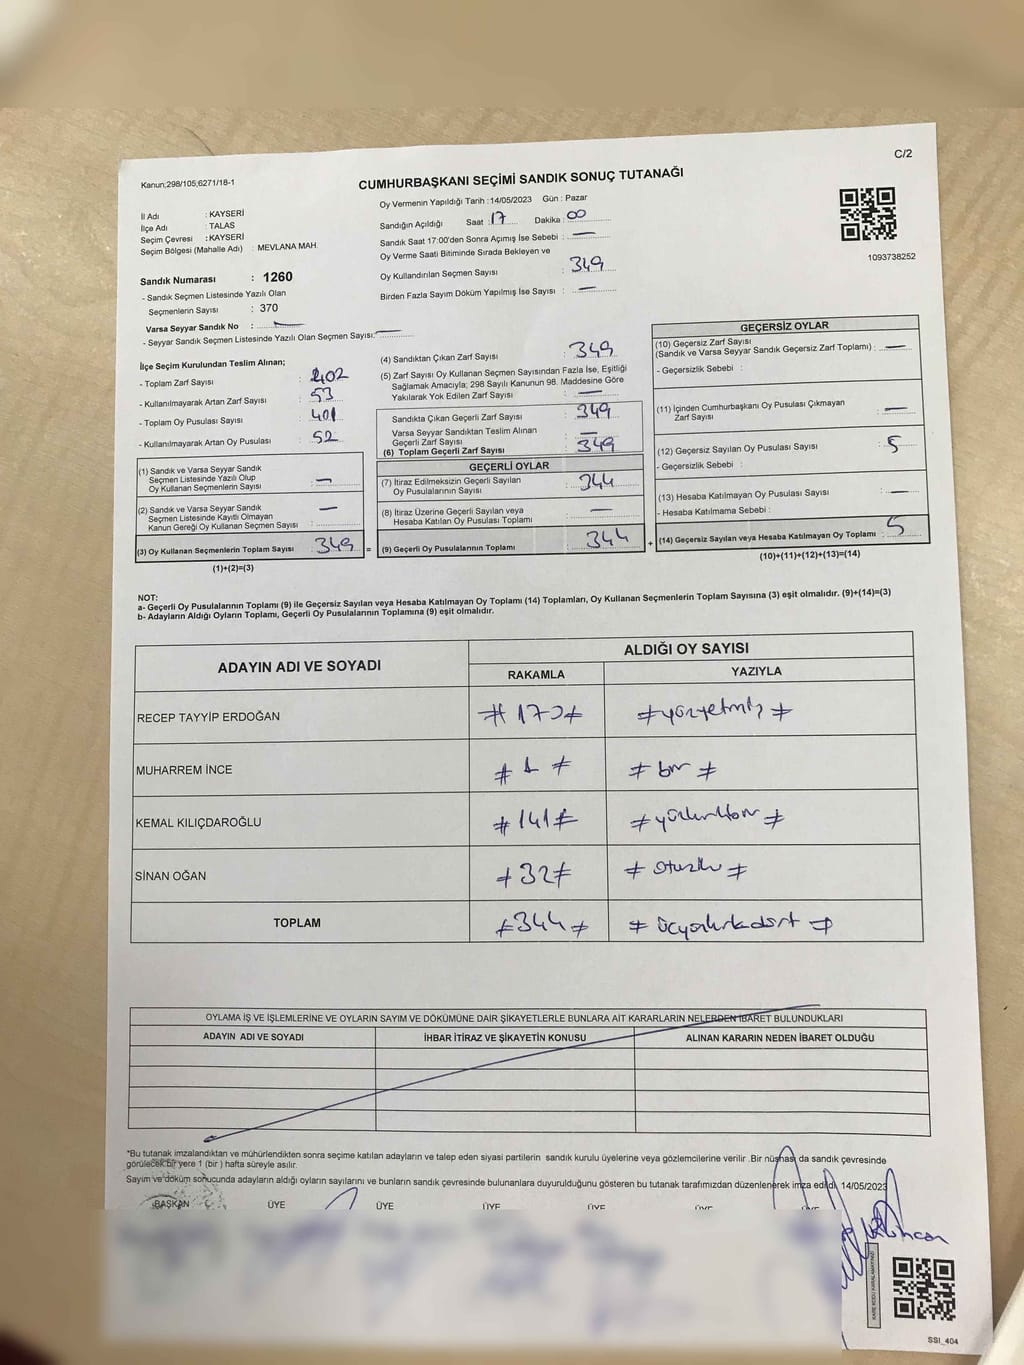 C/2
Kanun;298/105;6271/18-1
CUMHURBAŞKANI SEÇİMİ SANDIK SONUÇ TUTANAĞI
İl Adı : KAYSERİ
İlçe Adı : TALAS
Seçim Çevresi : KAYSERİ
Seçim Bölgesi (Mahalle Adı) : MEVLANA MAH.
Oy Vermenin Yapıldığı Tarih :14/05/2023 Gün : Pazar
Sandığın Açıldığı Saat : 17 Dakika : 00
Sandık Saat 17:00'den Sonra Açımış İse Sebebi : —
Oy Verme Saati Bitiminde Sırada Bekleyen ve
Oy Kullandırılan Seçmen Sayısı : 349
Birden Fazla Sayım Döküm Yapılmış İse Sayısı : —
1093738252
Sandık Numarası : 1260
- Sandık Seçmen Listesinde Yazılı Olan
Seçmenlerin Sayısı : 370
Varsa Seyyar Sandık No : —
- Seyyar Sandık Seçmen Listesinde Yazılı Olan Seçmen Sayısı: —
İlçe Seçim Kurulundan Teslim Alınan;
- Toplam Zarf Sayısı : 402
- Kullanılmayarak Artan Zarf Sayısı : 53
- Toplam Oy Pusulası Sayısı : 401
- Kullanılmayarak Artan Oy Pusulası : 52
(1) Sandık ve Varsa Seyyar Sandık
Seçmen Listesinde Yazılı Olup
Oy Kullanan Seçmenlerin Sayısı : —
(2) Sandık ve Varsa Seyyar Sandık
Seçmen Listesinde Kayıtlı Olmayan
Kanun Gereği Oy Kullanan Seçmen Sayısı : —
(3) Oy Kullanan Seçmenlerin Toplam Sayısı : 349 =
(1)+(2)=(3)
(4) Sandıktan Çıkan Zarf Sayısı : 349
(5) Zarf Sayısı Oy Kullanan Seçmen Sayısından Fazla İse, Eşitliği
Sağlamak Amacıyla; 298 Sayılı Kanunun 98. Maddesine Göre
Yakılarak Yok Edilen Zarf Sayısı : —
Sandıkta Çıkan Geçerli Zarf Sayısı : 349
Varsa Seyyar Sandıktan Teslim Alınan
Geçerli Zarf Sayısı : —
(6) Toplam Geçerli Zarf Sayısı : 349
GEÇERLİ OYLAR
(7) İtiraz Edilmeksizin Geçerli Sayılan
Oy Pusulalarının Sayısı : 344
(8) İtiraz Üzerine Geçerli Sayılan veya
Hesaba Katılan Oy Pusulası Toplamı : —
(9) Geçerli Oy Pusulalarının Toplamı : 344 +
GEÇERSİZ OYLAR
(10) Geçersiz Zarf Sayısı
(Sandık ve Varsa Seyyar Sandık Geçersiz Zarf Toplamı) : —
- Geçersizlik Sebebi :
(11) İçinden Cumhurbaşkanı Oy Pusulası Çıkmayan
Zarf Sayısı : —
(12) Geçersiz Sayılan Oy Pusulası Sayısı : 5
- Geçersizlik Sebebi :
(13) Hesaba Katılmayan Oy Pusulası Sayısı : —
- Hesaba Katılmama Sebebi :
(14) Geçersiz Sayılan veya Hesaba Katılmayan Oy Toplamı : 5
(10)+(11)+(12)+(13)=(14)
NOT:
a- Geçerli Oy Pusulalarının Toplamı (9) ile Geçersiz Sayılan veya Hesaba Katılmayan Oy Toplamı (14) Toplamları, Oy Kullanan Seçmenlerin Toplam Sayısına (3) eşit olmalıdır. (9)+(14)=(3)
b- Adayların Aldığı Oyların Toplamı, Geçerli Oy Pusulalarının Toplamına (9) eşit olmalıdır.
ADAYIN ADI VE SOYADI ALDIĞI OY SAYISI
RAKAMLA YAZIYLA
RECEP TAYYİP ERDOĞAN # 170 # # yüzyetmiş #
MUHARREM İNCE # 1 # # bir #
KEMAL KILIÇDAROĞLU # 141 # # yüzkırkbir #
SİNAN OĞAN # 32 # # otuziki #
TOPLAM # 344 # # üçyüzkırkdört #
OYLAMA İŞ VE İŞLEMLERİNE VE OYLARIN SAYIM VE DÖKÜMÜNE DAİR ŞİKAYETLERLE BUNLARA AİT KARARLARIN NELERDEN İBARET BULUNDUKLARI
ADAYIN ADI VE SOYADI İHBAR İTİRAZ VE ŞİKAYETİN KONUSU ALINAN KARARIN NEDEN İBARET OLDUĞU
*Bu tutanak imzalandıktan ve mühürlendikten sonra seçime katılan adayların ve talep eden siyasi partilerin sandık kurulu üyelerine veya gözlemcilerine verilir .Bir nüshası da sandık çevresinde
görülecek bir yere 1 (bir ) hafta süreyle asılır.
Sayım ve döküm sonucunda adayların aldığı oyların sayılarını ve bunların sandık çevresinde bulunanlara duyurulduğunu gösteren bu tutanak tarafımızdan düzenlenerek imza edildi. 14/05/2023
BAŞKAN ÜYE ÜYE ÜYE ÜYE ÜYE ÜYE
SSI_404